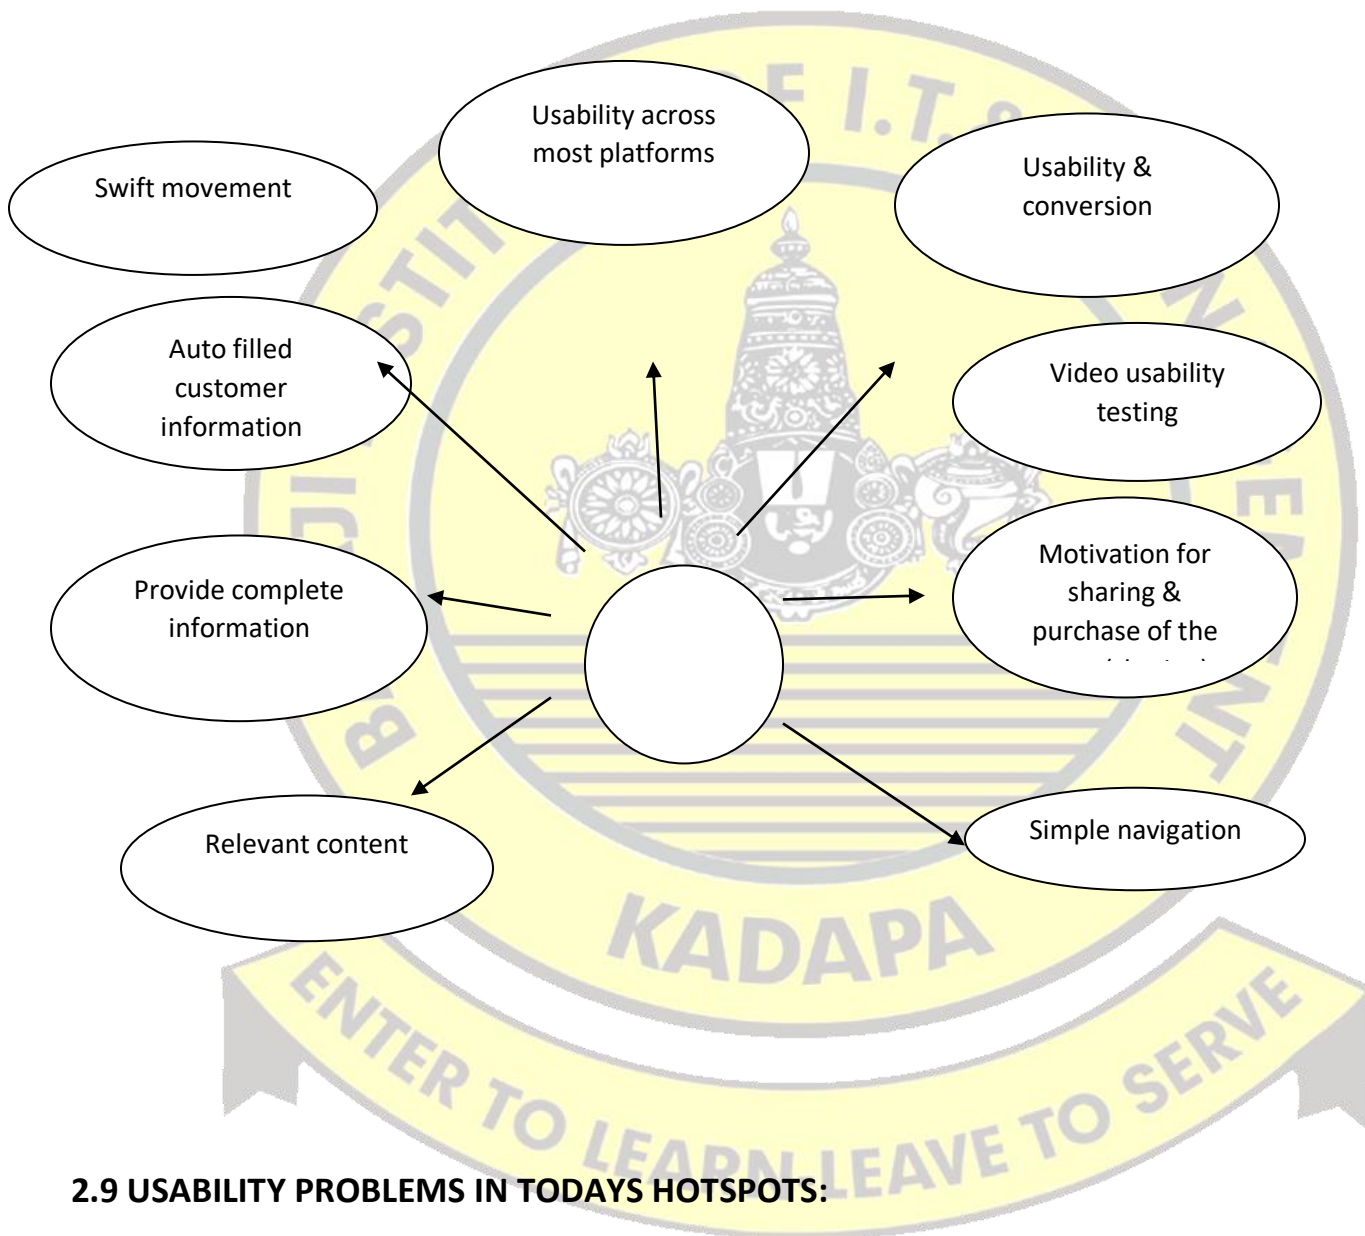 Usability across
most platforms
Swift movement
Usability &
conversion
Auto filled
customer
information
Video usability
testing
Provide complete
information
Motivation for
sharing &
purchase of the
Relevant content
Simple navigation
KADAPA
ENTER TO LEARN LEAVE TO SERVE
2.9 USABILITY PROBLEMS IN TODAYS HOTSPOTS: